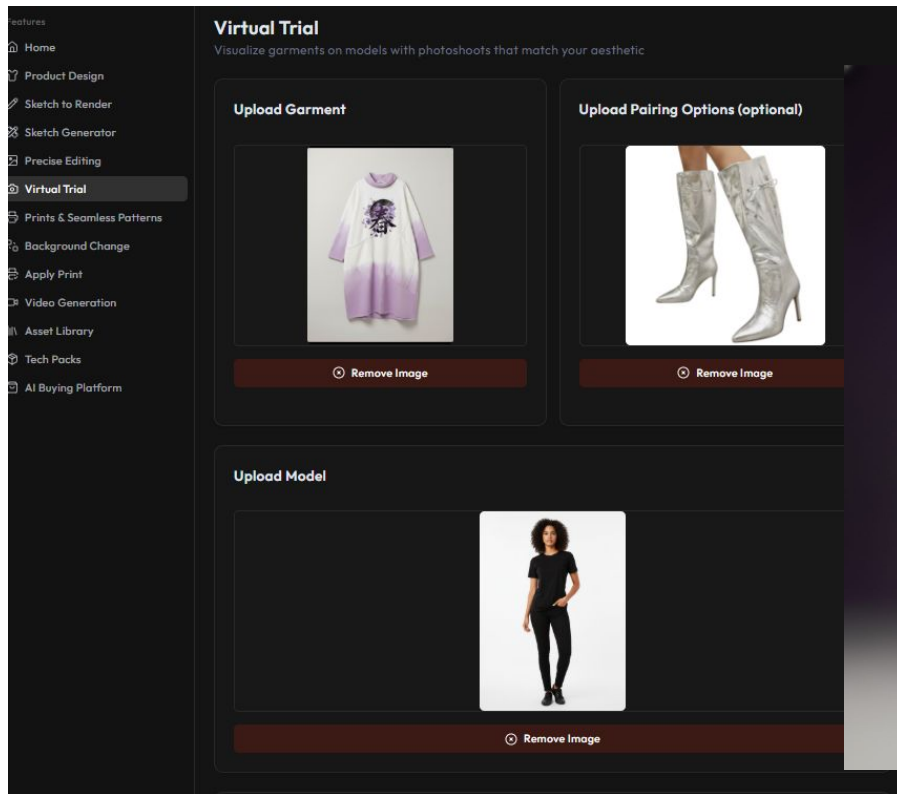 Features
Home
Product Design
Sketch to Render
Sketch Generator
Precise Editing
Virtual Trial
Prints & Seamless Patterns
Background Change
Apply Print
Video Generation
Asset Library
Tech Packs
AI Buying Platform
Virtual Trial
Visualize garments on models with photoshoots that match your aesthetic
Upload Garment
Remove Image
Upload Pairing Options (optional)
Remove Image
Upload Model
Remove Image